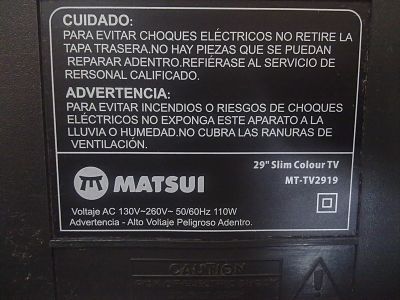 CUIDADO:
PARA EVITAR CHOQUES ELÉCTRICOS NO RETIRE LA
TAPA TRASERA.NO HAY PIEZAS QUE SE PUEDAN
REPARAR ADENTRO.REFIÉRASE AL SERVICIO DE
RERSONAL CALIFICADO.
ADVERTENCIA:
PARA EVITAR INCENDIOS O RIESGOS DE CHOQUES
ELÉCTRICOS NO EXPONGA ESTE APARATO A LA
LLUVIA O HUMEDAD.NO CUBRA LAS RANURAS DE
VENTILACIÓN.
29" Slim Colour TV
MATSUI
MT-TV2919
Voltaje AC 130V~260V~ 50/60Hz 110W
Advertencia - Alto Voltaje Peligroso Adentro.
CAUTION